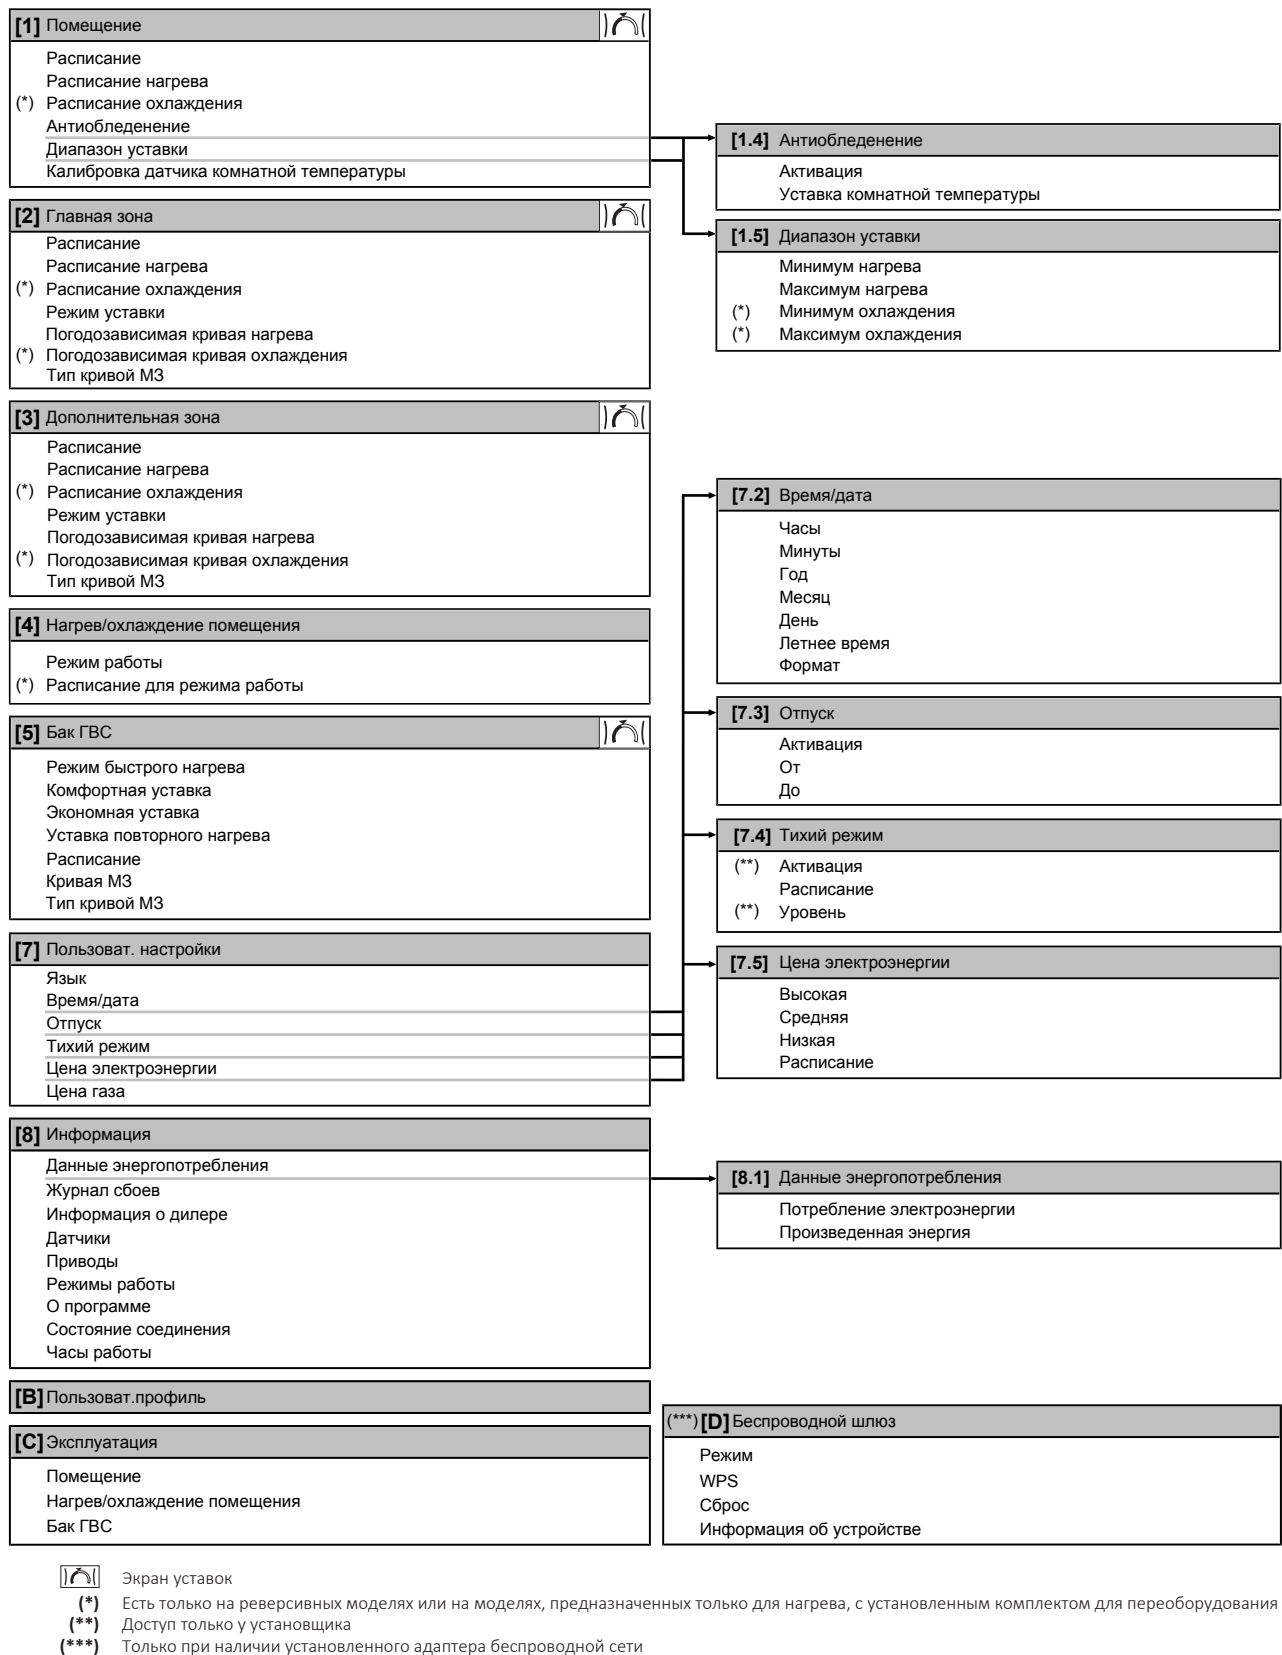 [1] Помещение
Расписание
Расписание нагрева
(*) Расписание охлаждения
Антиобледенение
Диапазон уставки
Калибровка датчика комнатной температуры
[1.4] Антиобледенение
Активация
Уставка комнатной температуры
[1.5] Диапазон уставки
Минимум нагрева
Максимум нагрева
(*) Минимум охлаждения
(*) Максимум охлаждения
[2] Главная зона
Расписание
Расписание нагрева
(*) Расписание охлаждения
Режим уставки
Погодозависимая кривая нагрева
(*) Погодозависимая кривая охлаждения
Тип кривой МЗ
[3] Дополнительная зона
Расписание
Расписание нагрева
(*) Расписание охлаждения
Режим уставки
Погодозависимая кривая нагрева
(*) Погодозависимая кривая охлаждения
Тип кривой МЗ
[4] Нагрев/охлаждение помещения
Режим работы
(*) Расписание для режима работы
[5] Бак ГВС
Режим быстрого нагрева
Комфортная уставка
Экономная уставка
Уставка повторного нагрева
Расписание
Кривая МЗ
Тип кривой МЗ
[7] Пользоват. настройки
Язык
Время/дата
Отпуск
Тихий режим
Цена электроэнергии
Цена газа
[7.2] Время/дата
Часы
Минуты
Год
Месяц
День
Летнее время
Формат
[7.3] Отпуск
Активация
От
До
[7.4] Тихий режим
(**) Активация
Расписание
(**) Уровень
[7.5] Цена электроэнергии
Высокая
Средняя
Низкая
Расписание
[8] Информация
Данные энергопотребления
Журнал сбоев
Информация о дилере
Датчики
Приводы
Режимы работы
О программе
Состояние соединения
Часы работы
[8.1] Данные энергопотребления
Потребление электроэнергии
Произведенная энергия
[B] Пользоват.профиль
[C] Эксплуатация
Помещение
Нагрев/охлаждение помещения
Бак ГВС
(***) [D] Беспроводной шлюз
Режим
WPS
Сброс
Информация об устройстве
Экран уставок
(*) Есть только на реверсивных моделях или на моделях, предназначенных только для нагрева, с установленным комплектом для переоборудования
(**) Доступ только у установщика
(***) Только при наличии установленного адаптера беспроводной сети